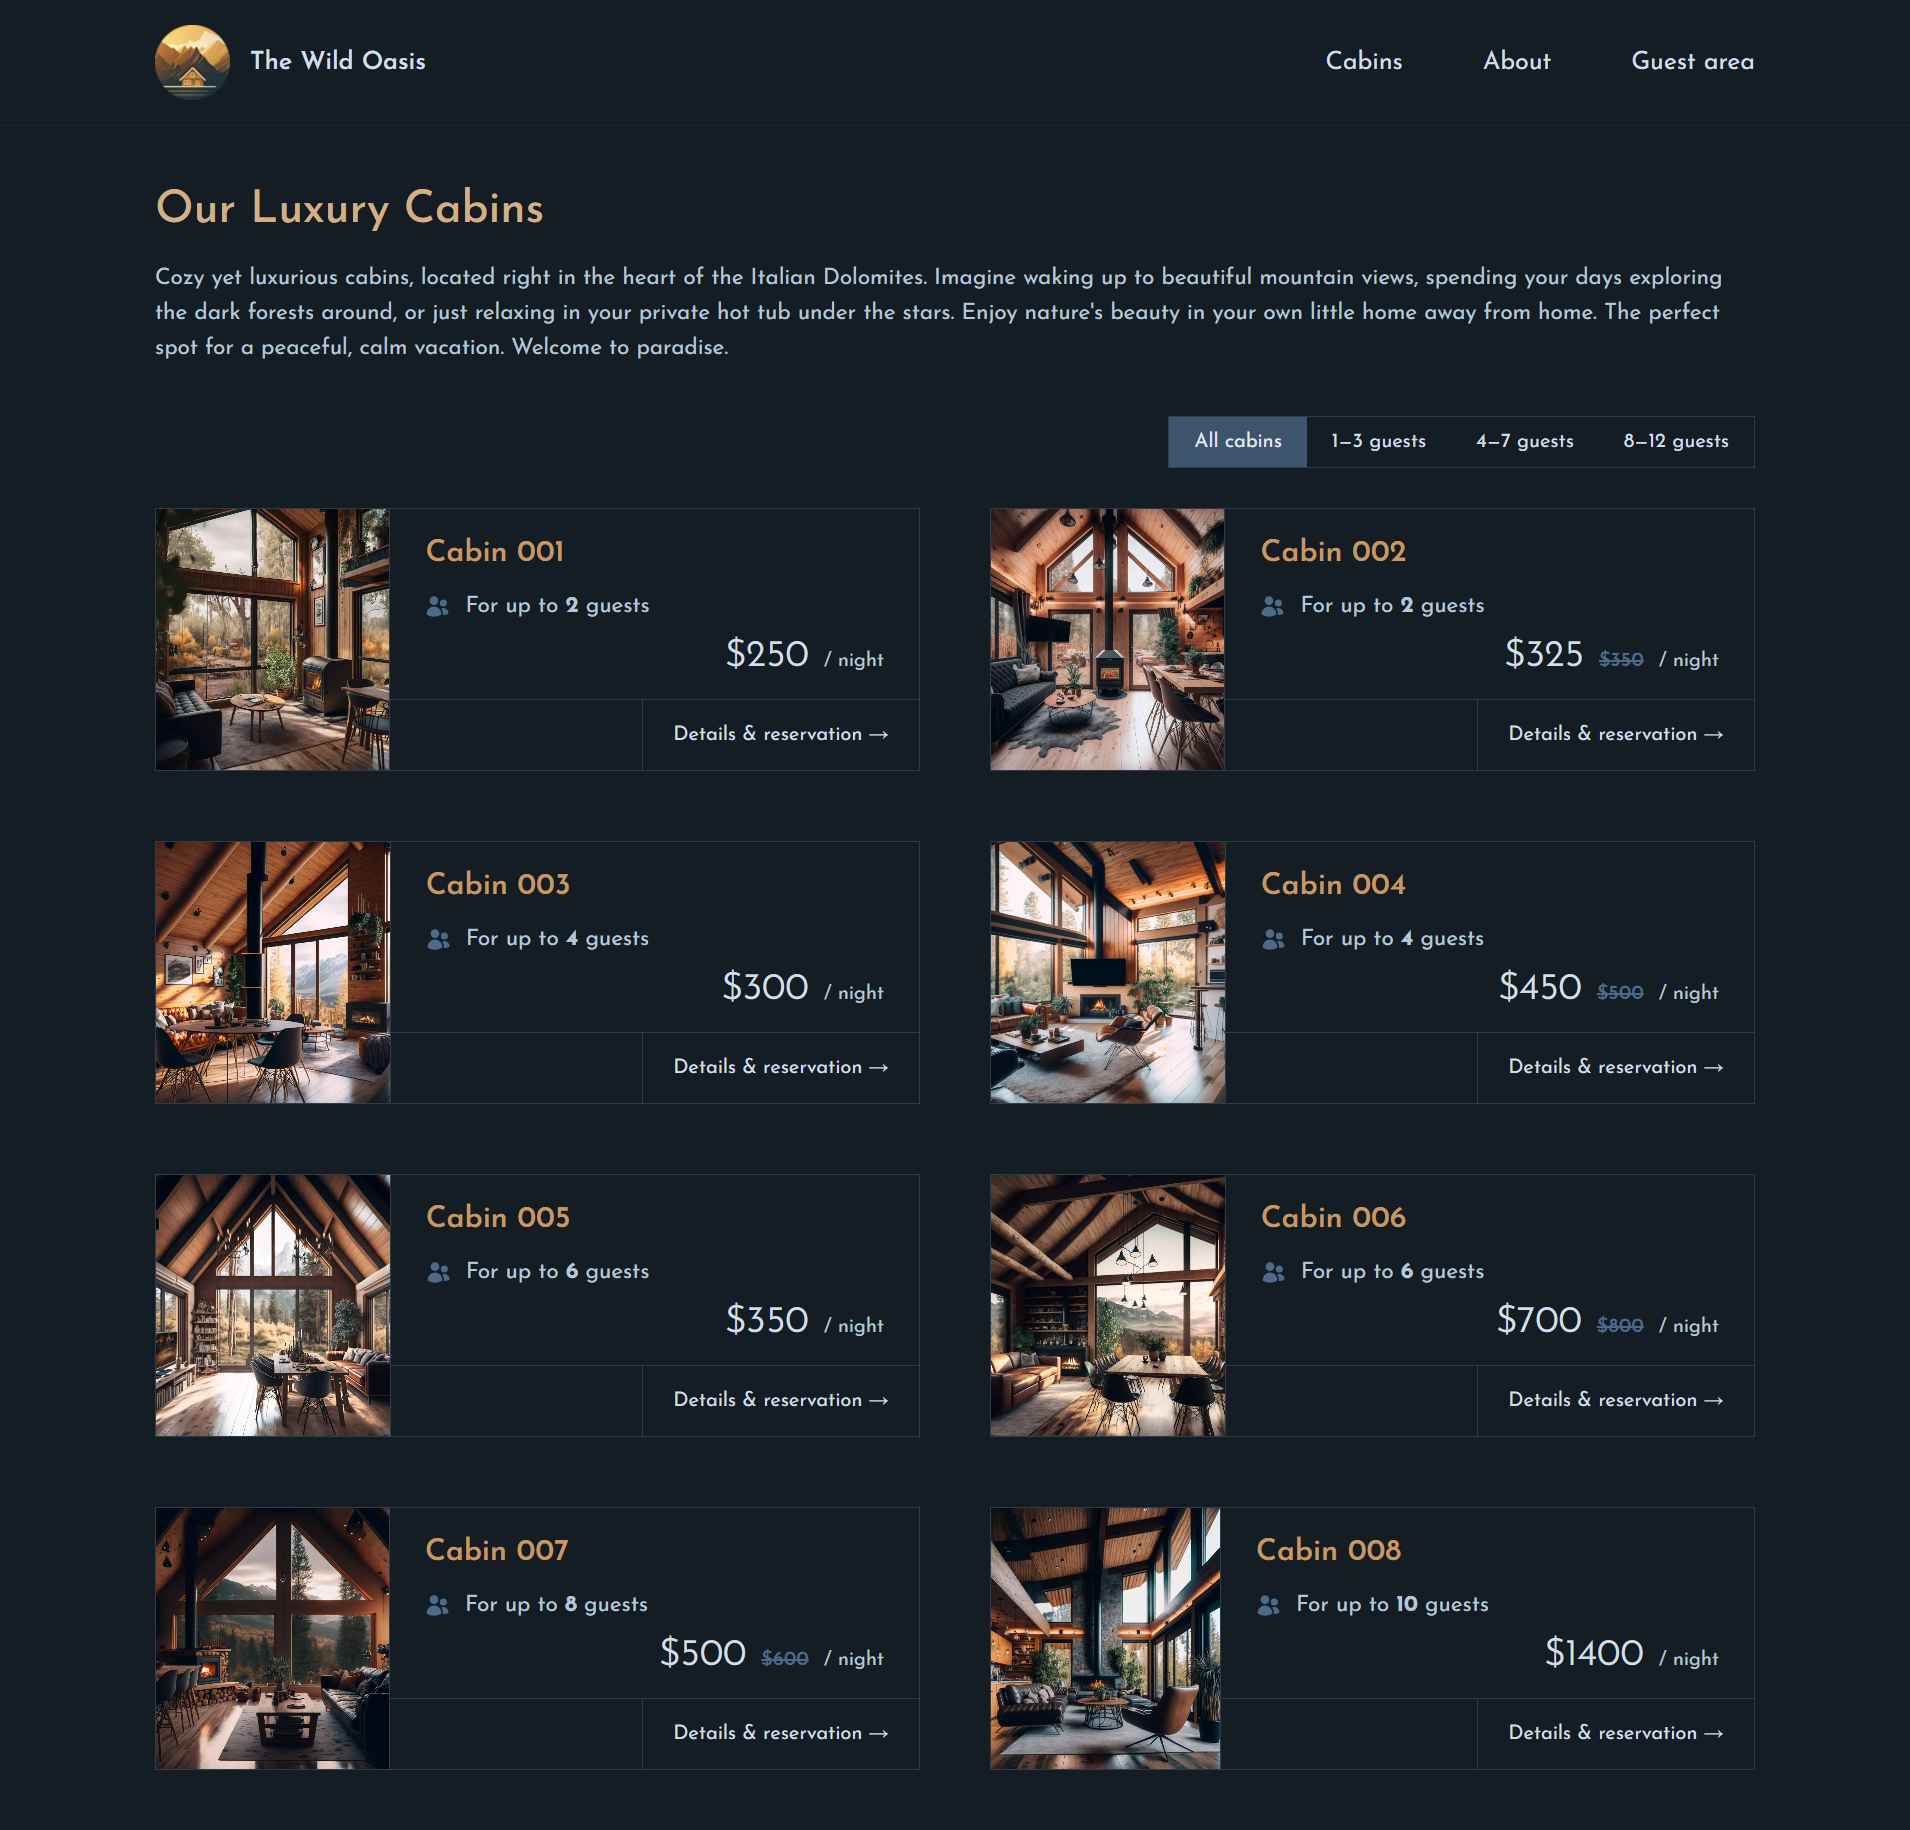 The Wild Oasis
Cabins
About
Guest area
Our Luxury Cabins
Cozy yet luxurious cabins, located right in the heart of the Italian Dolomites. Imagine waking up to beautiful mountain views, spending your days exploring
the dark forests around, or just relaxing in your private hot tub under the stars. Enjoy nature's beauty in your own little home away from home. The perfect
spot for a peaceful, calm vacation. Welcome to paradise.
All cabins
1—3 guests
4—7 guests
8—12 guests
Cabin 001
For up to 2 guests
$250 / night
Details & reservation →
Cabin 002
For up to 2 guests
$325 $350 / night
Details & reservation →
Cabin 003
For up to 4 guests
$300 / night
Details & reservation →
Cabin 004
For up to 4 guests
$450 $500 / night
Details & reservation →
Cabin 005
For up to 6 guests
$350 / night
Details & reservation →
Cabin 006
For up to 6 guests
$700 $800 / night
Details & reservation →
Cabin 007
For up to 8 guests
$500 $600 / night
Details & reservation →
Cabin 008
For up to 10 guests
$1400 / night
Details & reservation →